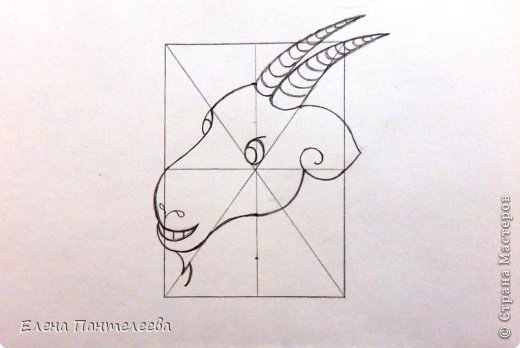 Елена Пантелеева
© Страна Мастеров